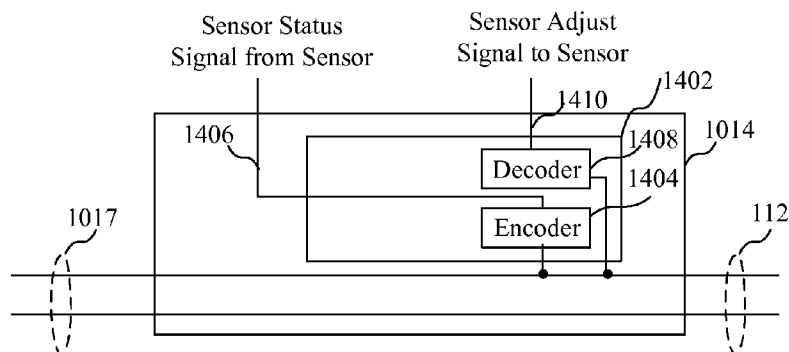 Sensor Status
Signal from Sensor
Sensor Adjust
Signal to Sensor
1410
1402
1406
1408
1014
Decoder
1404
Encoder
1017
112